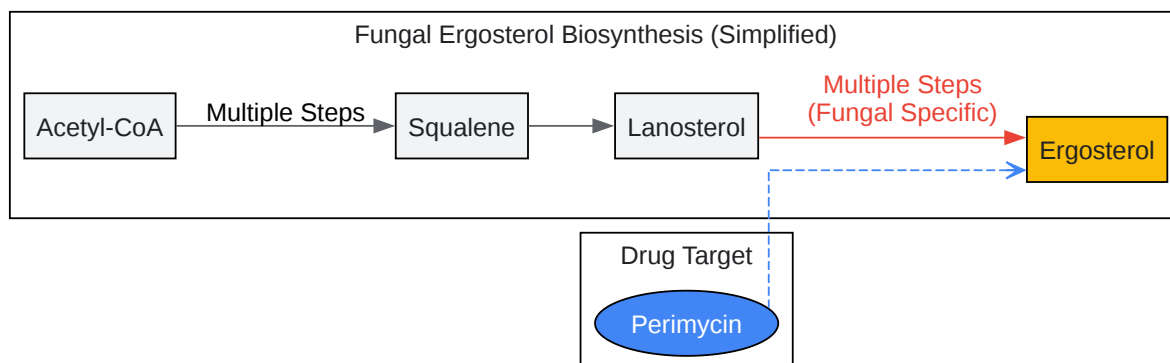 Fungal Ergosterol Biosynthesis (Simplified)
Acetyl-CoA
Multiple Steps
Squalene
Lanosterol
Multiple Steps
(Fungal Specific)
Ergosterol
Drug Target
Perimycin